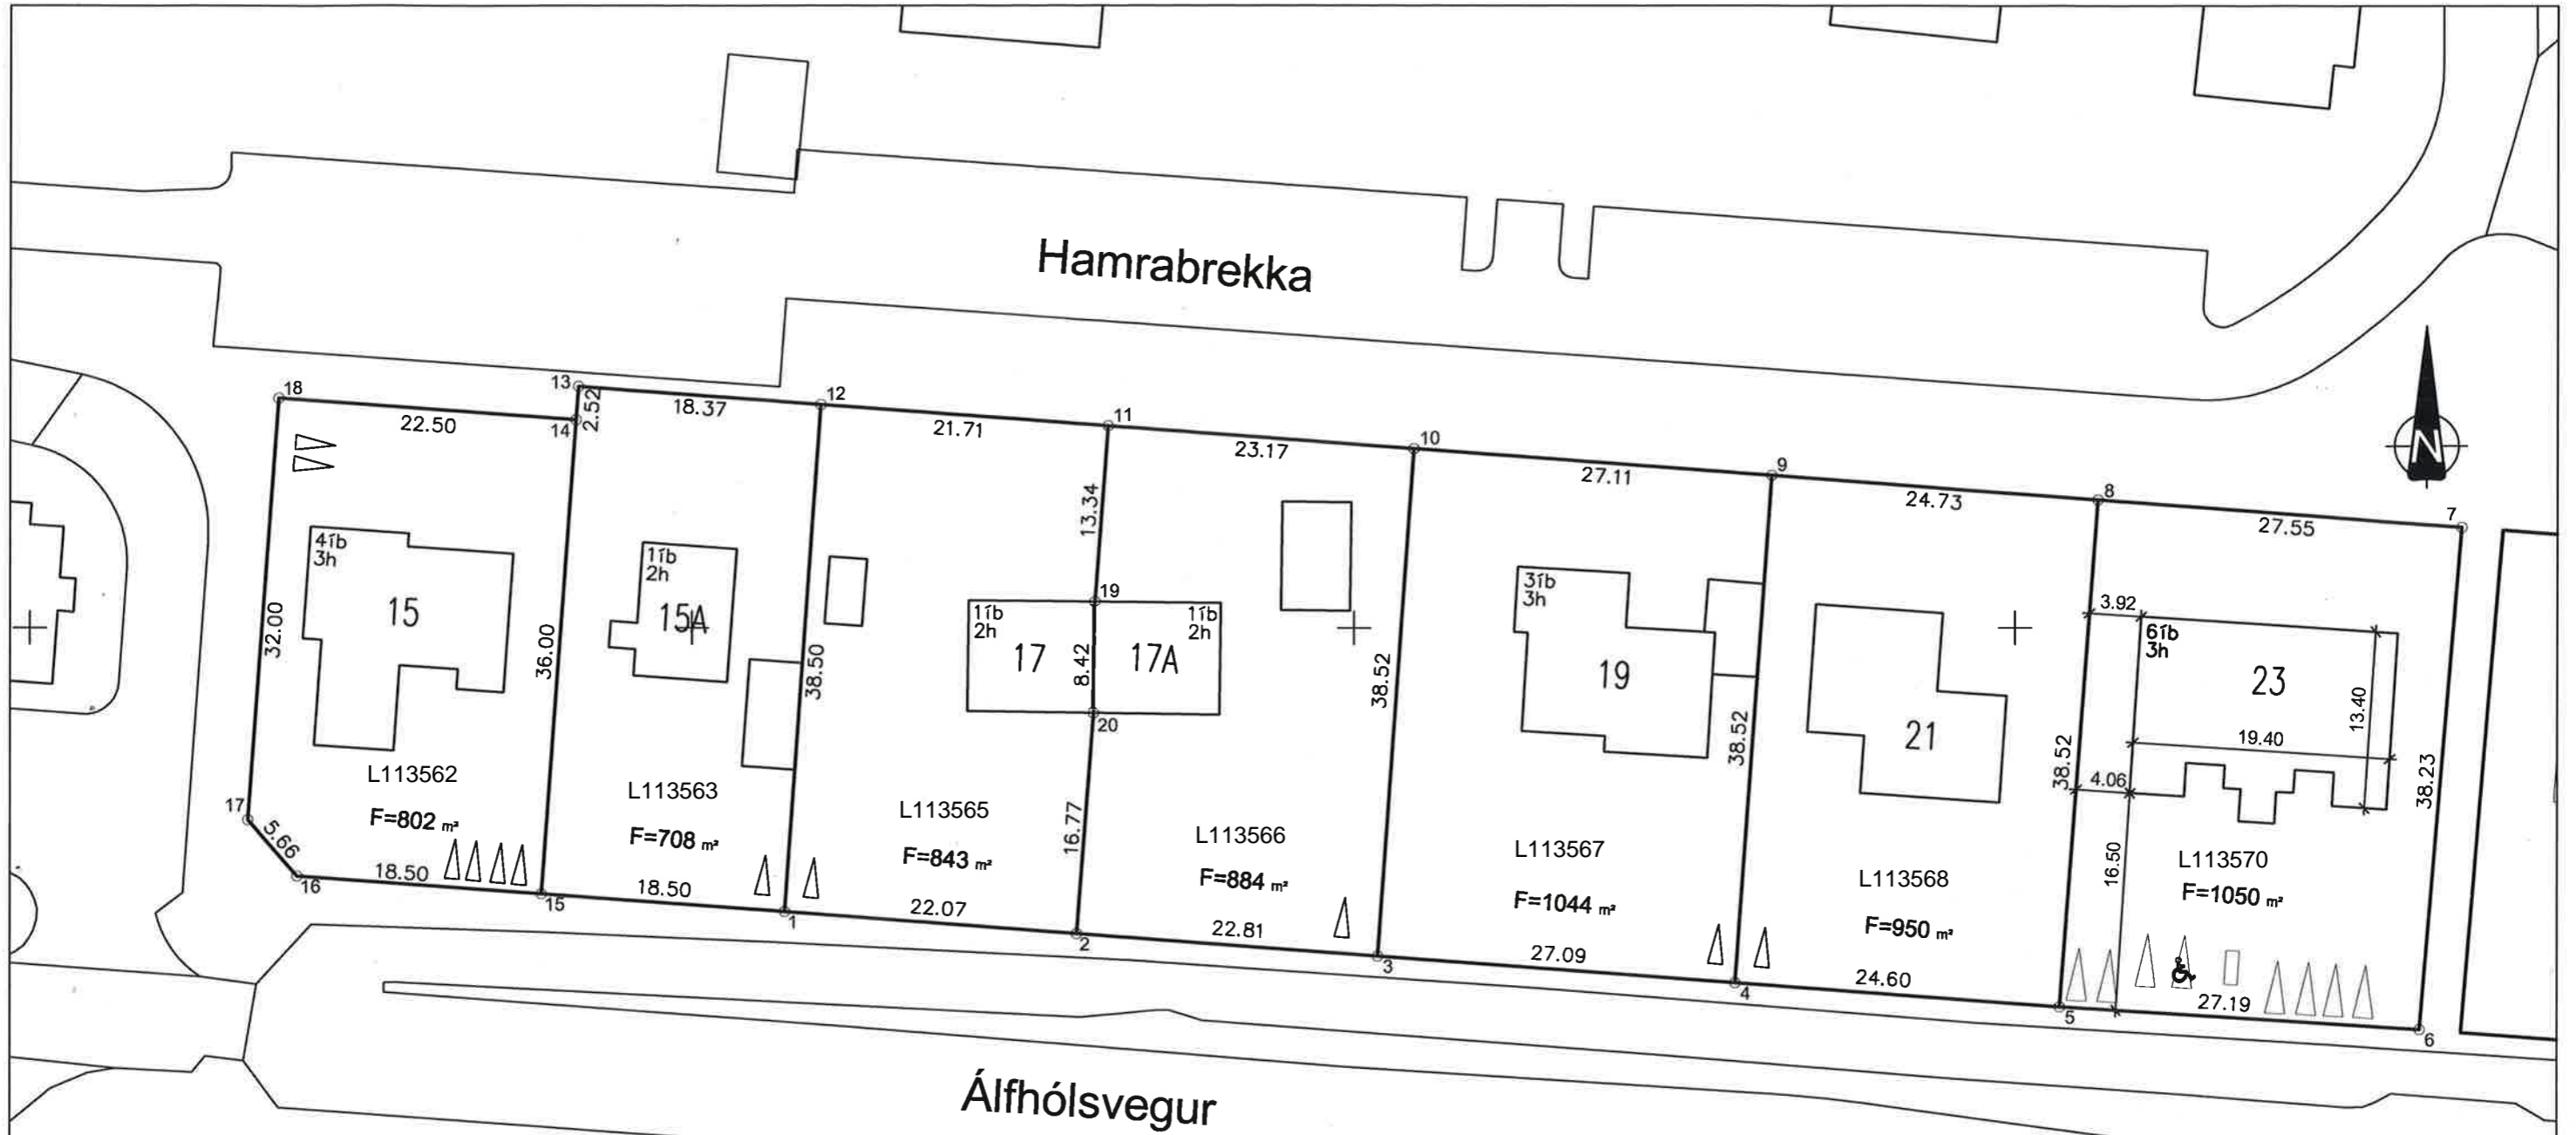 Hamrabrekka
18
13
12
11
10
9
8
7
22.50
14
2.52
18.37
21.71
23.17
27.11
24.73
27.55
N
4íb
3h
15
32.00
36.00
1íb
2h
15A
38.50
13.34
19
1íb
2h
17
8.42
1íb
2h
17A
20
16.77
38.52
3íb
3h
19
38.52
21
38.52
3.92
6íb
3h
23
13.40
19.40
4.06
16.50
38.23
L113562
F=802 m²
L113563
F=708 m²
L113565
F=843 m²
L113566
F=884 m²
L113567
F=1044 m²
L113568
F=950 m²
L113570
F=1050 m²
17
5.66
16
18.50
15
18.50
1
22.07
2
22.81
3
27.09
4
24.60
5
27.19
6
Álfhólsvegur